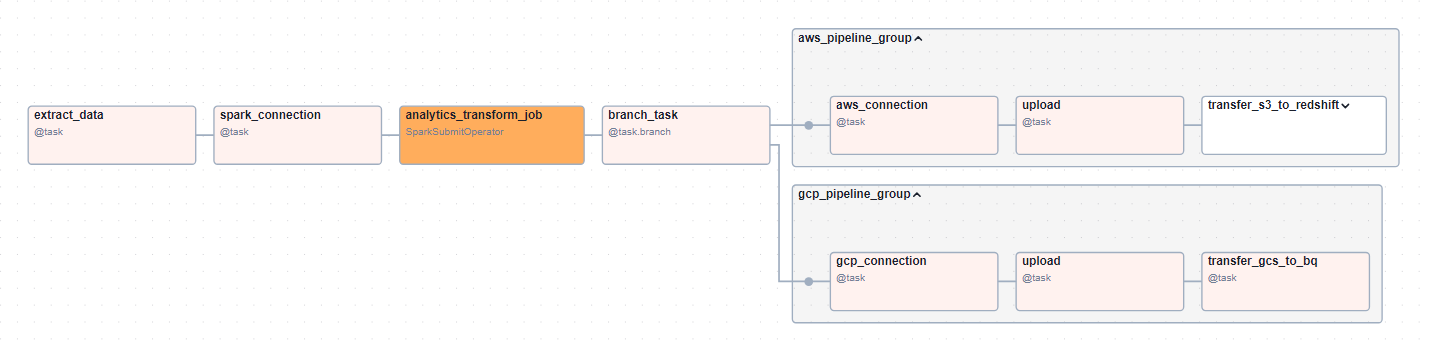 extract_data
@task
spark_connection
@task
analytics_transform_job
SparkSubmitOperator
branch_task
@task.branch
aws_pipeline_group
aws_connection
@task
upload
@task
transfer_s3_to_redshift
gcp_pipeline_group
gcp_connection
@task
upload
@task
transfer_gcs_to_bq
@task